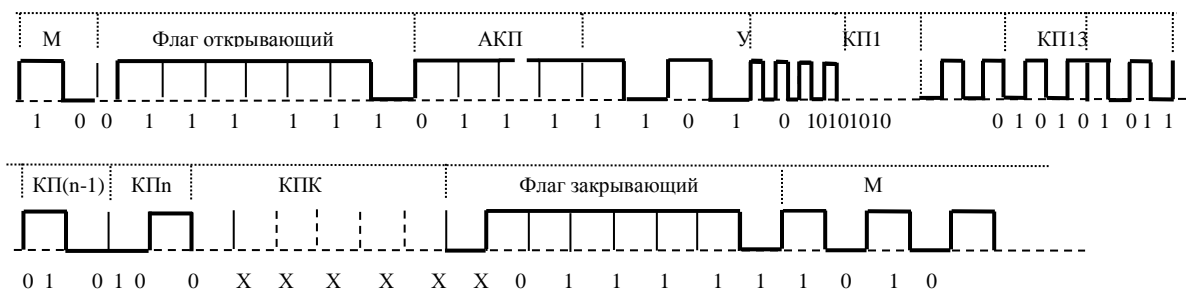 М Флаг открывающий АКП У КП1 КП13
1 0 0 1 1 1 1 1 1 0 1 1 1 1 1 0 1 0 10101010 0 1 0 1 0 1 0 1 1
КП(n-1) КПn КПК Флаг закрывающий М
0 1 0 1 0 0 X X X X X X 0 1 1 1 1 1 1 0 1 0